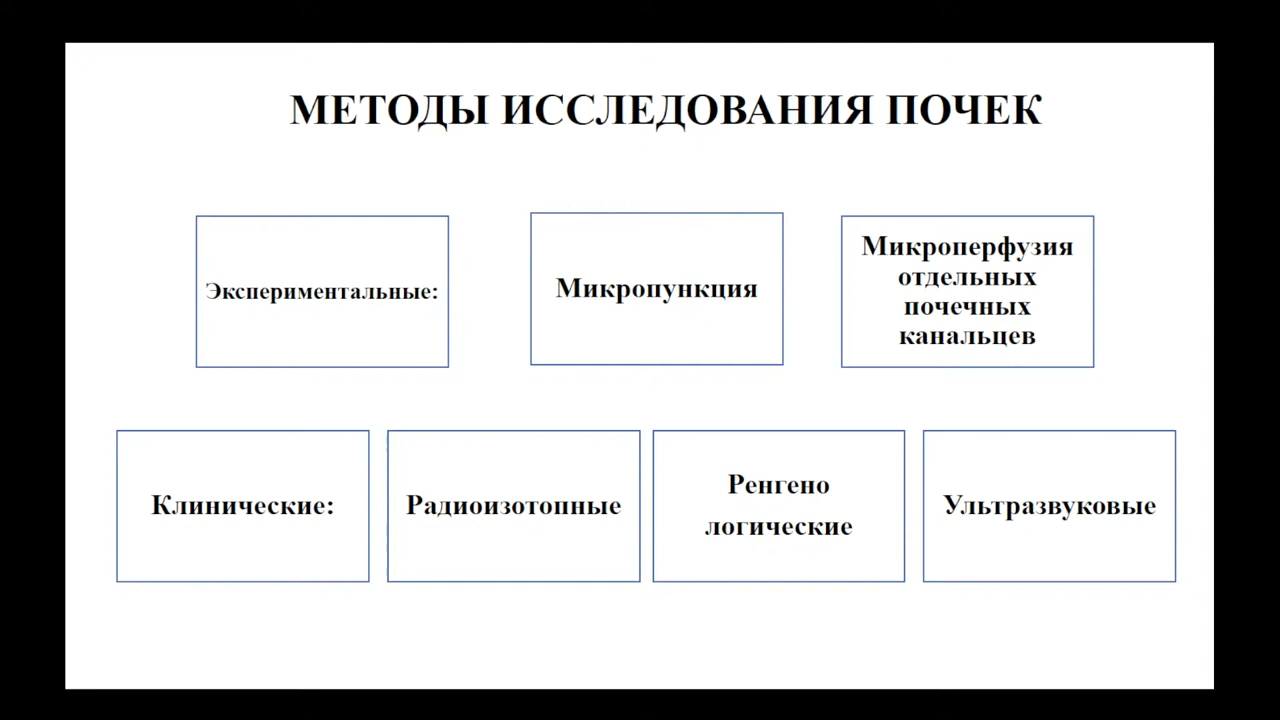 МЕТОДЫ ИССЛЕДОВАНИЯ ПОЧЕК
Экспериментальные:
Микропункция
Микроперфузия
отдельных
почечных
канальцев
Клинические:
Радиоизотопные
Ренгено
логические
Ультразвуковые